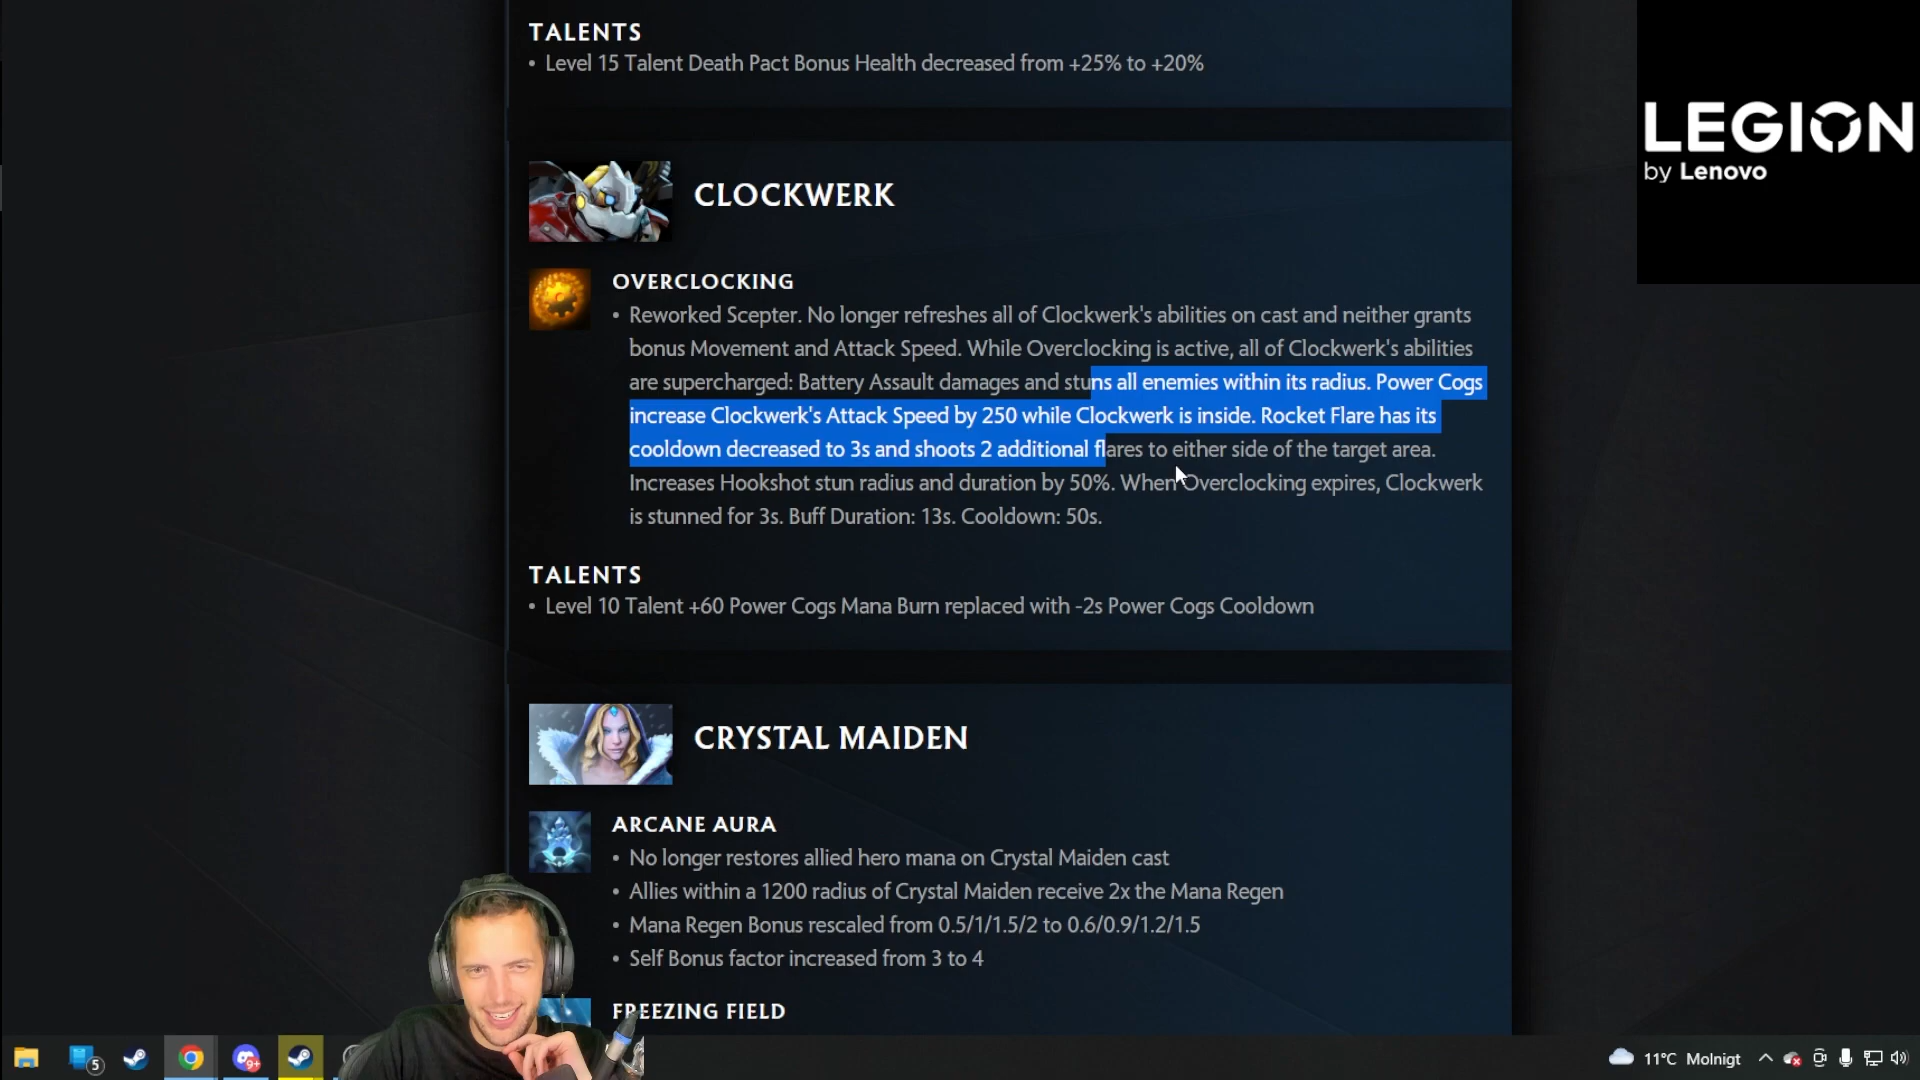 TALENTS
• Level 15 Talent Death Pact Bonus Health decreased from +25% to +20%
LEGION
by Lenovo
CLOCKWERK
OVERCLOCKING
• Reworked Scepter. No longer refreshes all of Clockwerk's abilities on cast and neither grants
bonus Movement and Attack Speed. While Overclocking is active, all of Clockwerk's abilities
are supercharged: Battery Assault damages and stuns all enemies within its radius. Power Cogs
increase Clockwerk's Attack Speed by 250 while Clockwerk is inside. Rocket Flare has its
cooldown decreased to 3s and shoots 2 additional flares to either side of the target area.
Increases Hookshot stun radius and duration by 50%. When Overclocking expires, Clockwerk
is stunned for 3s. Buff Duration: 13s. Cooldown: 50s.
TALENTS
• Level 10 Talent +60 Power Cogs Mana Burn replaced with -2s Power Cogs Cooldown
CRYSTAL MAIDEN
ARCANE AURA
• No longer restores allied hero mana on Crystal Maiden cast
• Allies within a 1200 radius of Crystal Maiden receive 2x the Mana Regen
• Mana Regen Bonus rescaled from 0.5/1/1.5/2 to 0.6/0.9/1.2/1.5
• Self Bonus factor increased from 3 to 4
FREEZING FIELD
5
9+
11°C Molnigt